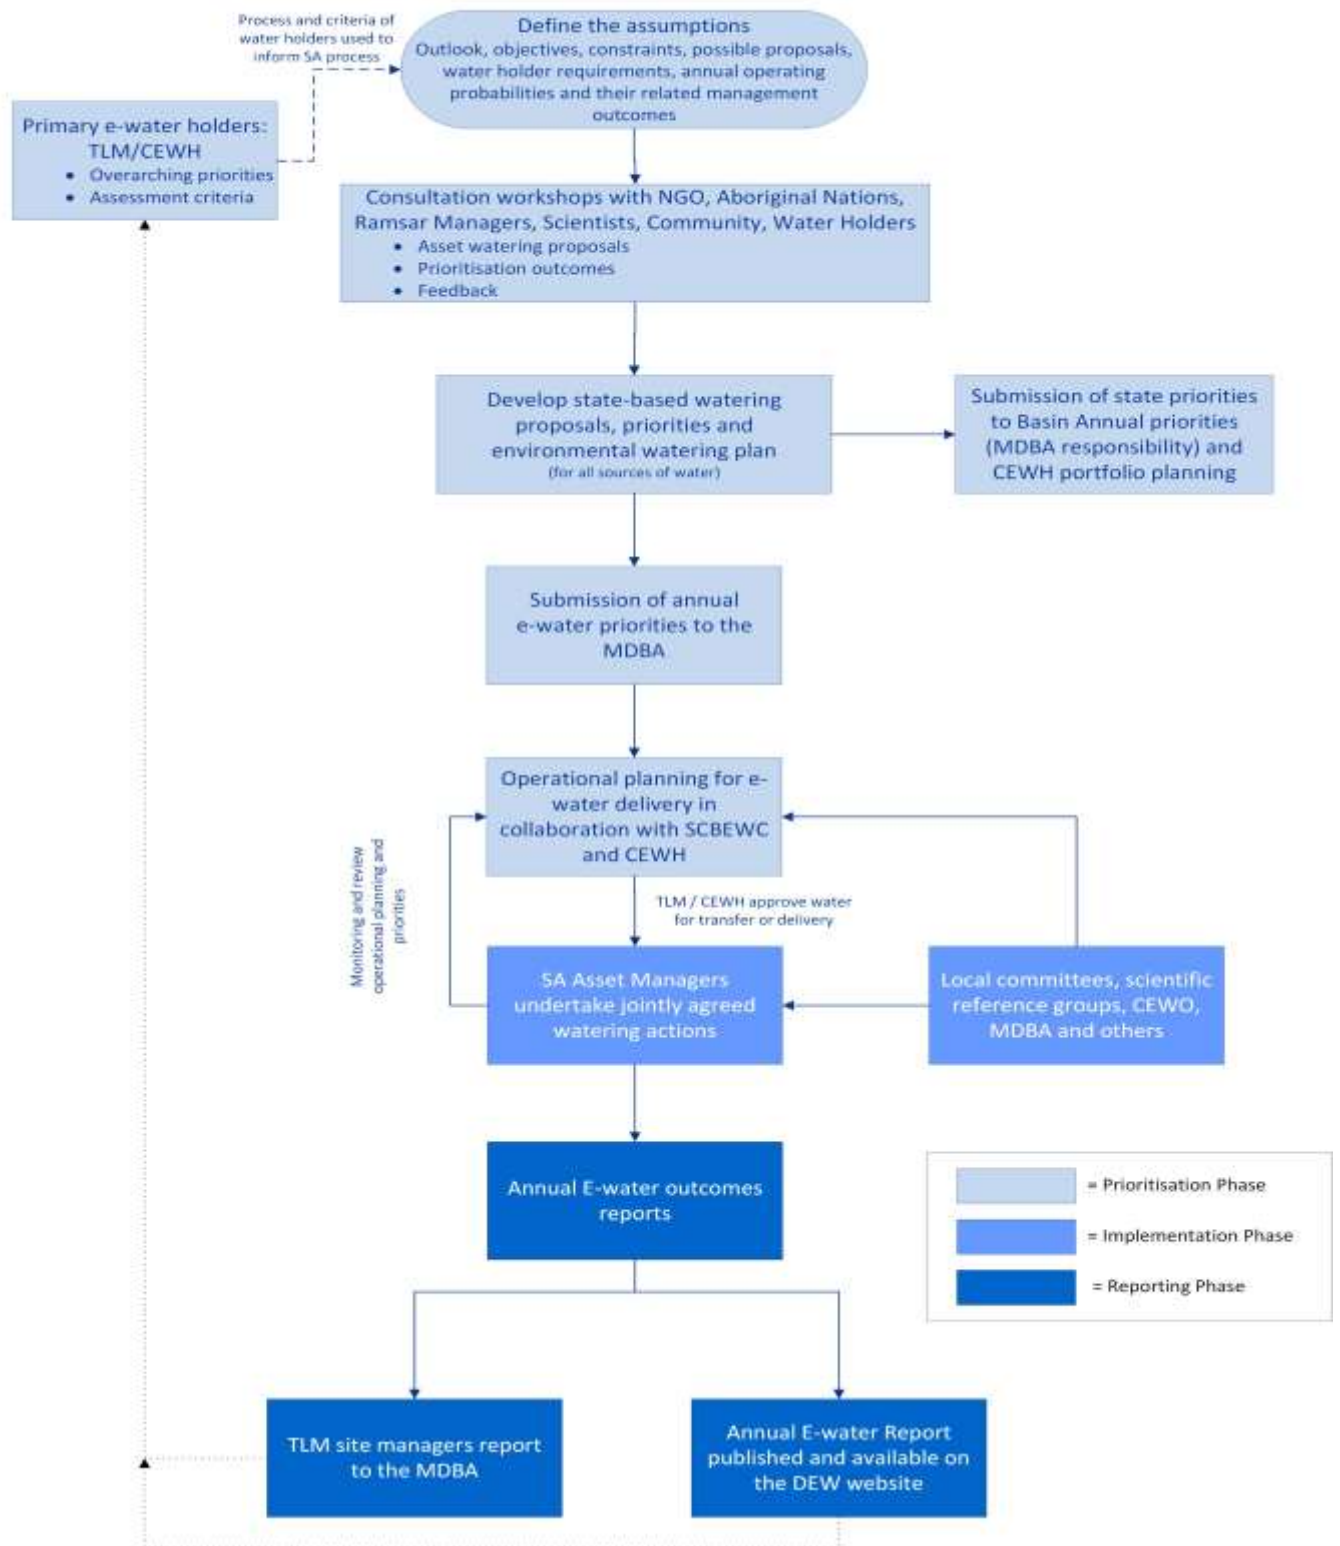 Process and criteria of
water holders used to
inform SA process
Define the assumptions
Outlook, objectives, constraints, possible proposals,
water holder requirements, annual operating
probabilities and their related management
outcomes
Primary e-water holders:
TLM/CEWH
• Overarching priorities
• Assessment criteria
Consultation workshops with NGO, Aboriginal Nations,
Ramsar Managers, Scientists, Community, Water Holders
• Asset watering proposals
• Prioritisation outcomes
• Feedback
Develop state-based watering
proposals, priorities and
environmental watering plan
(for all sources of water)
Submission of state priorities
to Basin Annual priorities
(MDBA responsibility) and
CEWH portfolio planning
Submission of annual
e-water priorities to the
MDBA
Operational planning for e-
water delivery in
collaboration with SCBEWC
and CEWH
Monitoring and review
operational planning and
priorities
TLM / CEWH approve water
for transfer or delivery
SA Asset Managers
undertake jointly agreed
watering actions
Local committees, scientific
reference groups, CEWO,
MDBA and others
Annual E-water outcomes
reports
= Prioritisation Phase
= Implementation Phase
= Reporting Phase
TLM site managers report
to the MDBA
Annual E-water Report
published and available on
the DEW website